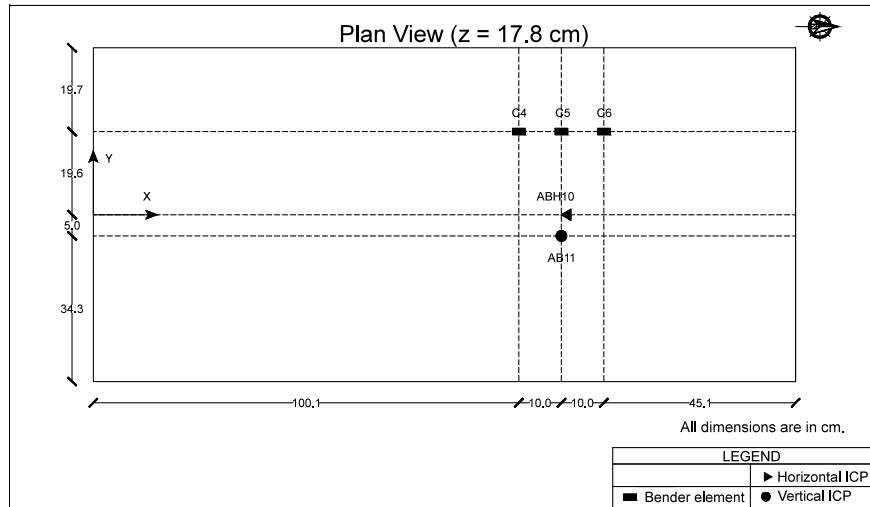 Plan View (z = 17.8 cm)
19.7
C4 C5 C6
Y
19.6
X
ABH10
5.0
AB11
34.3
100.1 10.0 10.0 45.1
All dimensions are in cm.
LEGEND
Horizontal ICP
Bender element Vertical ICP